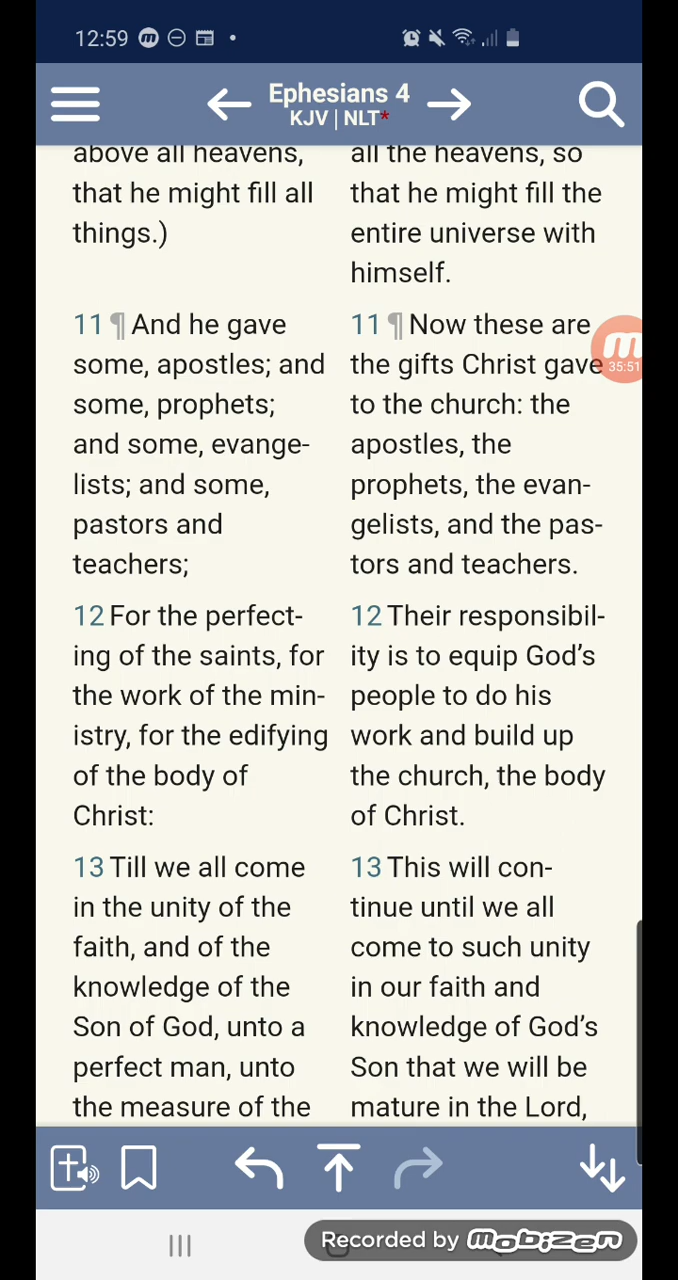 12:59
Ephesians 4
KJV | NLT*
above all heavens,
that he might fill all
things.)
11 ¶ And he gave
some, apostles; and
some, prophets;
and some, evange-
lists; and some,
pastors and
teachers;
12 For the perfect-
ing of the saints, for
the work of the min-
istry, for the edifying
of the body of
Christ:
13 Till we all come
in the unity of the
faith, and of the
knowledge of the
Son of God, unto a
perfect man, unto
the measure of the
all the heavens, so
that he might fill the
entire universe with
himself.
11 ¶ Now these are
the gifts Christ gave
to the church: the
apostles, the
prophets, the evan-
gelists, and the pas-
tors and teachers.
12 Their responsibil-
ity is to equip God’s
people to do his
work and build up
the church, the body
of Christ.
13 This will con-
tinue until we all
come to such unity
in our faith and
knowledge of God’s
Son that we will be
mature in the Lord,
m
35:51
Recorded by mobizen